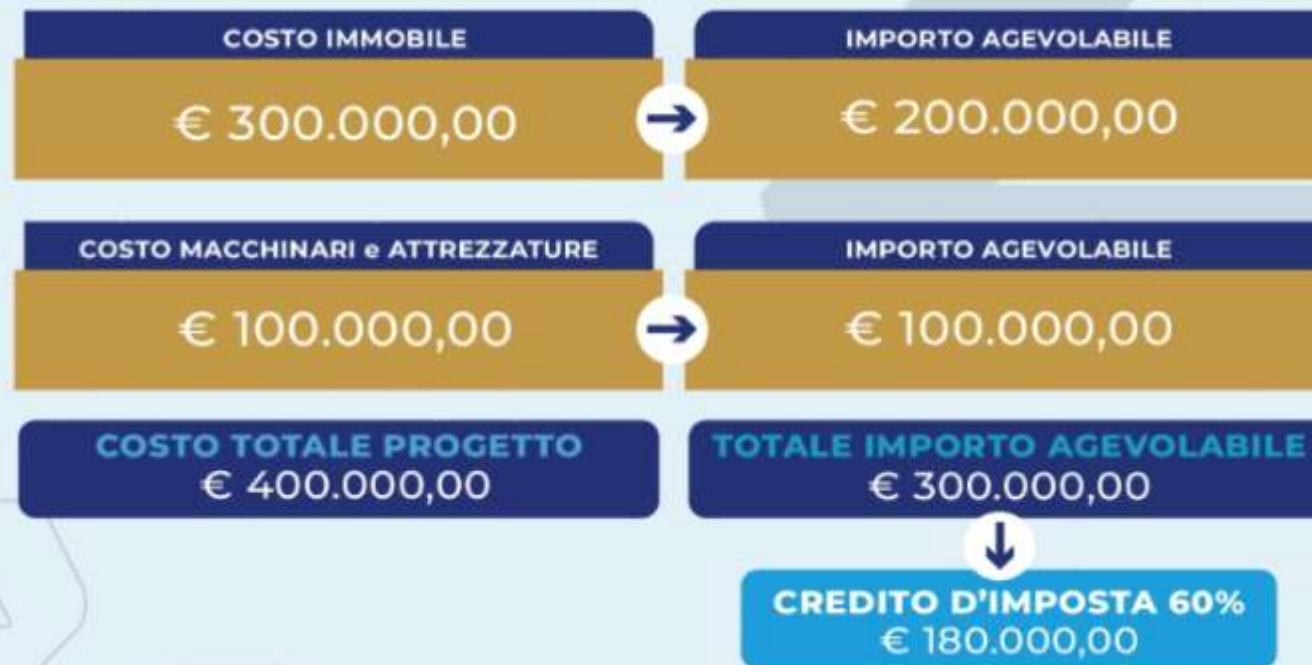 COSTO IMMOBILE
€ 300.000,00
IMPORTO AGEVOLABILE
€ 200.000,00
COSTO MACCHINARI e ATTREZZATURE
€ 100.000,00
IMPORTO AGEVOLABILE
€ 100.000,00
COSTO TOTALE PROGETTO
€ 400.000,00
TOTALE IMPORTO AGEVOLABILE
€ 300.000,00
CREDITO D'IMPOSTA 60%
€ 180.000,00